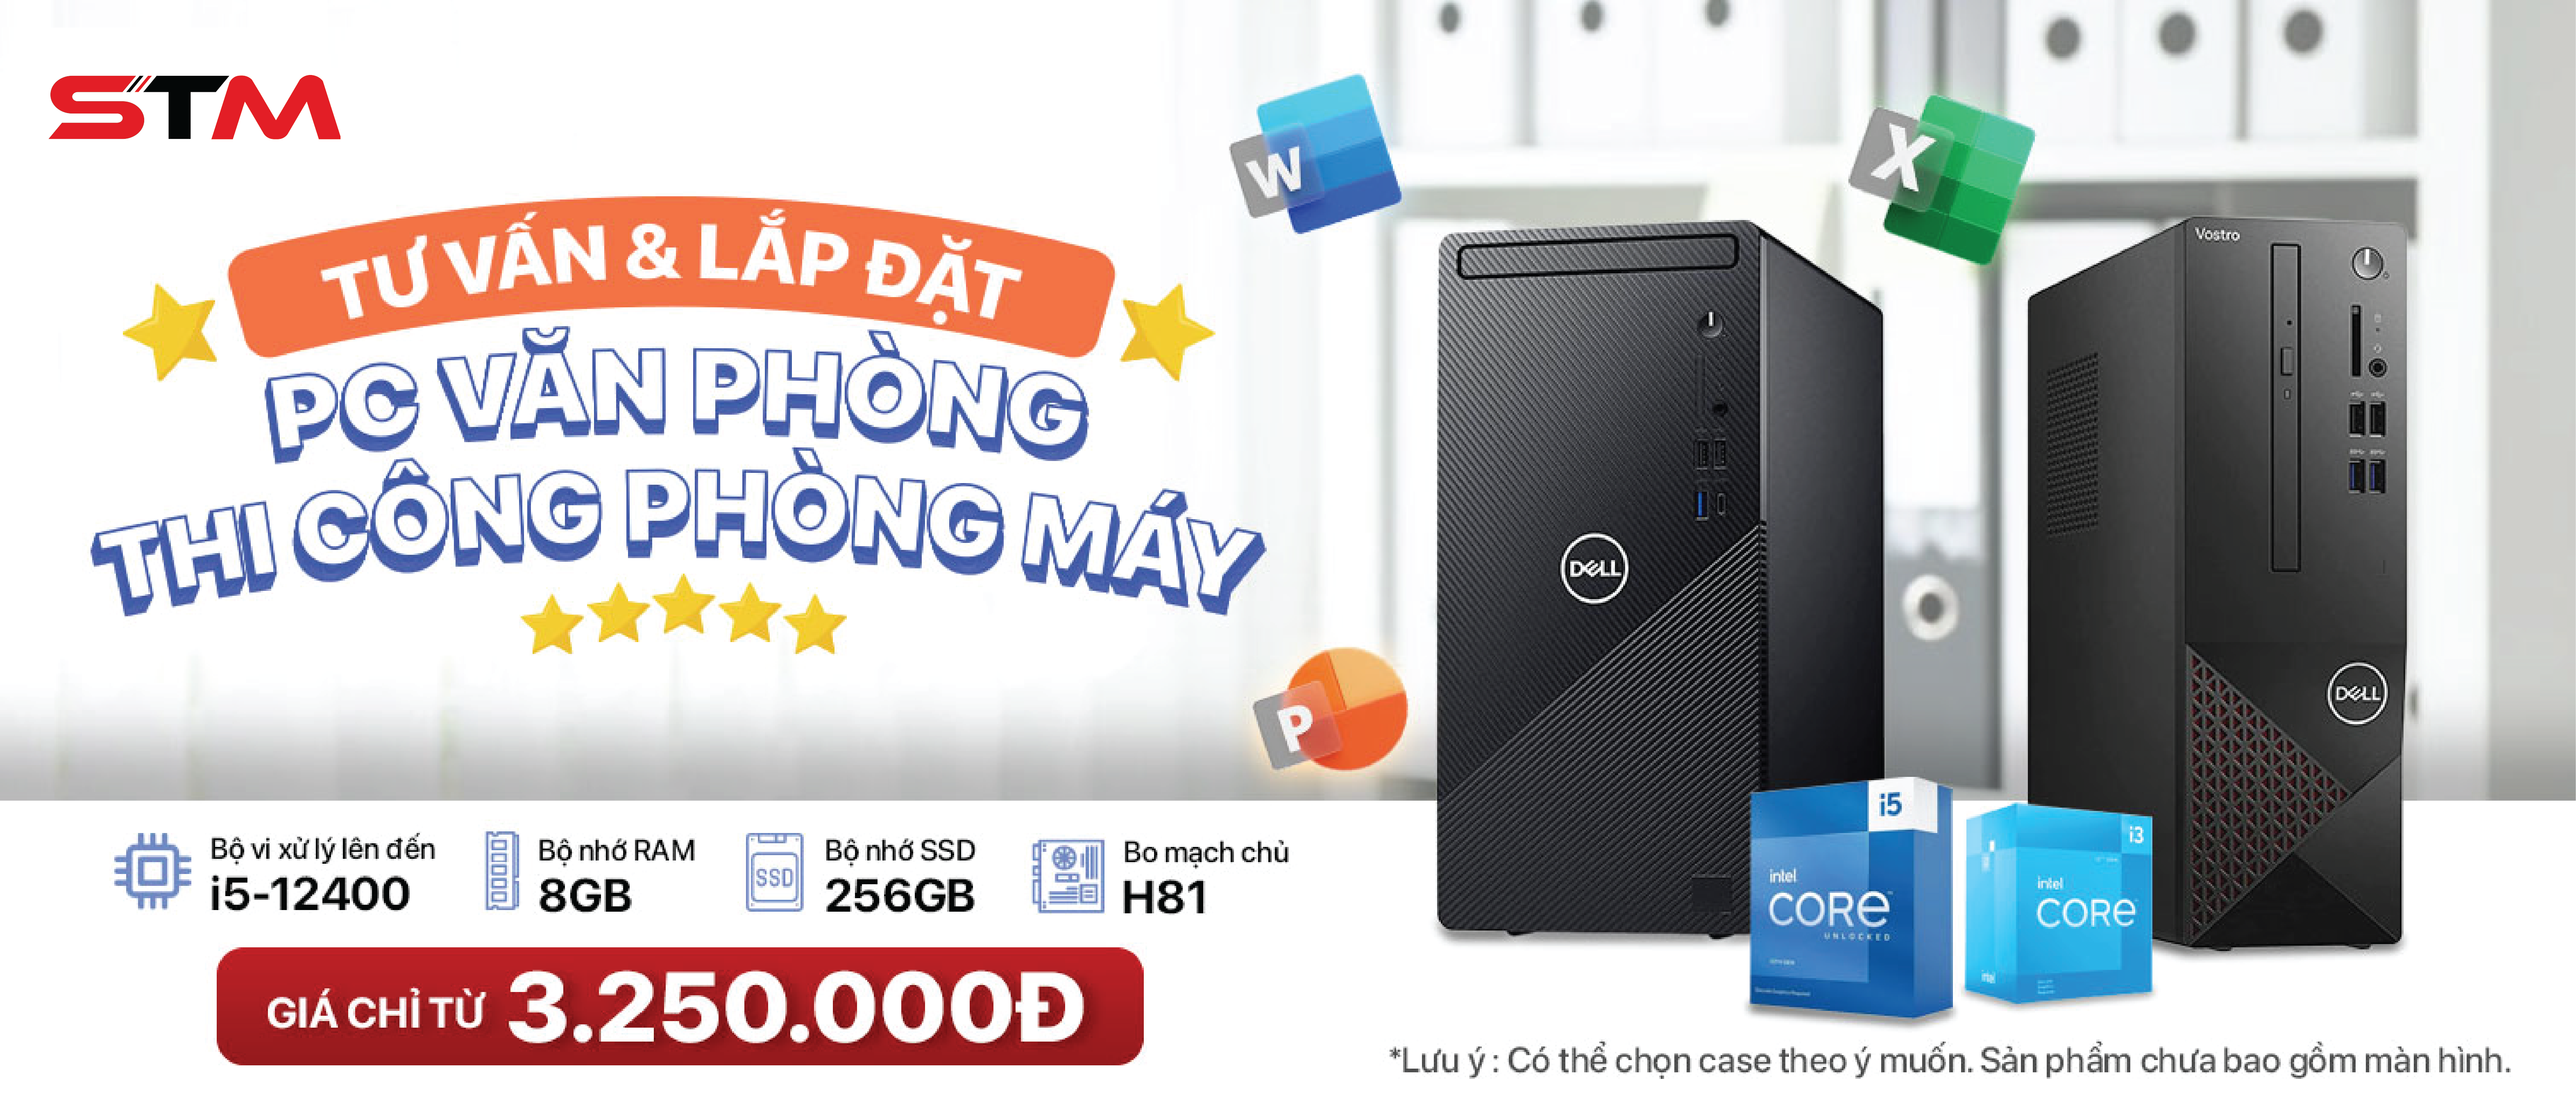 STM
TƯ VẤN & LẮP ĐẶT
PC VĂN PHÒNG
THI CÔNG PHÒNG MÁY
W
X
P
Vostro
DELL
DELL
i5
intel
CORE
UNLOCKED
i3
intel
CORE
intel
Bộ vi xử lý lên đến
i5-12400
Bộ nhớ RAM
8GB
SSD
Bộ nhớ SSD
256GB
Bo mạch chủ
H81
GIÁ CHỈ TỪ 3.250.000Đ
*Lưu ý : Có thể chọn case theo ý muốn. Sản phẩm chưa bao gồm màn hình.